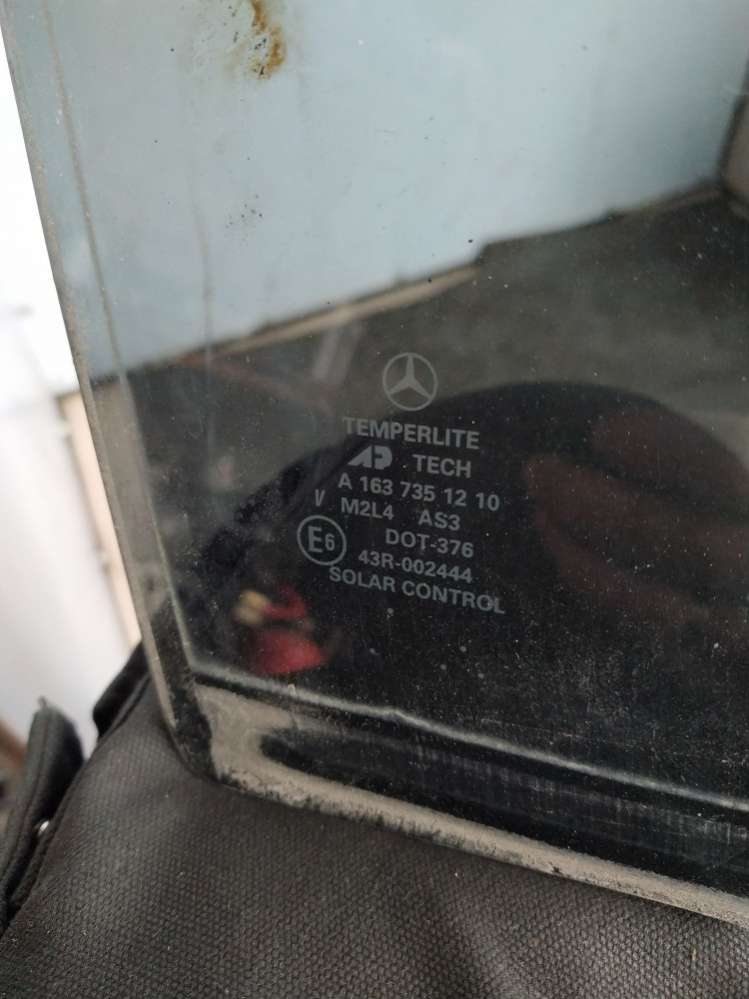 TEMPERLITE
AP TECH
A 163 735 12 10
V M2L4 AS3
DOT-376
E6 43R-002444
SOLAR CONTROL